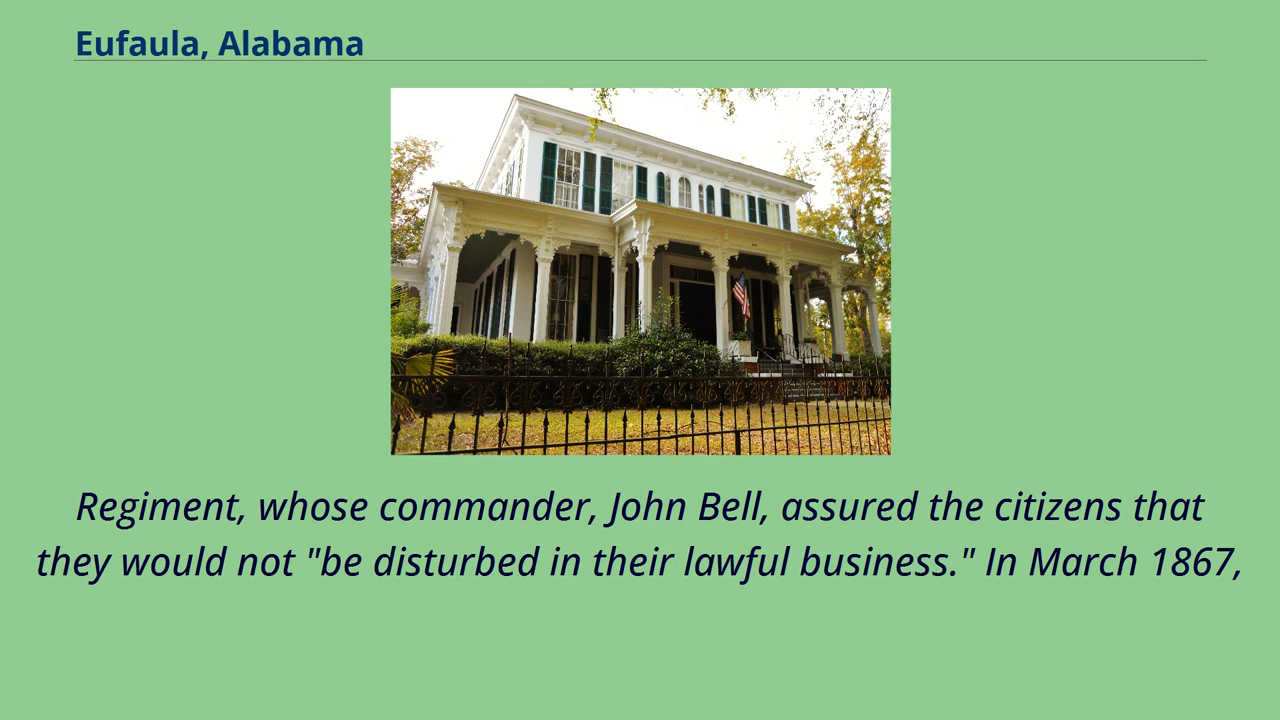 Eufaula, Alabama
Regiment, whose commander, John Bell, assured the citizens that
they would not "be disturbed in their lawful business." In March 1867,